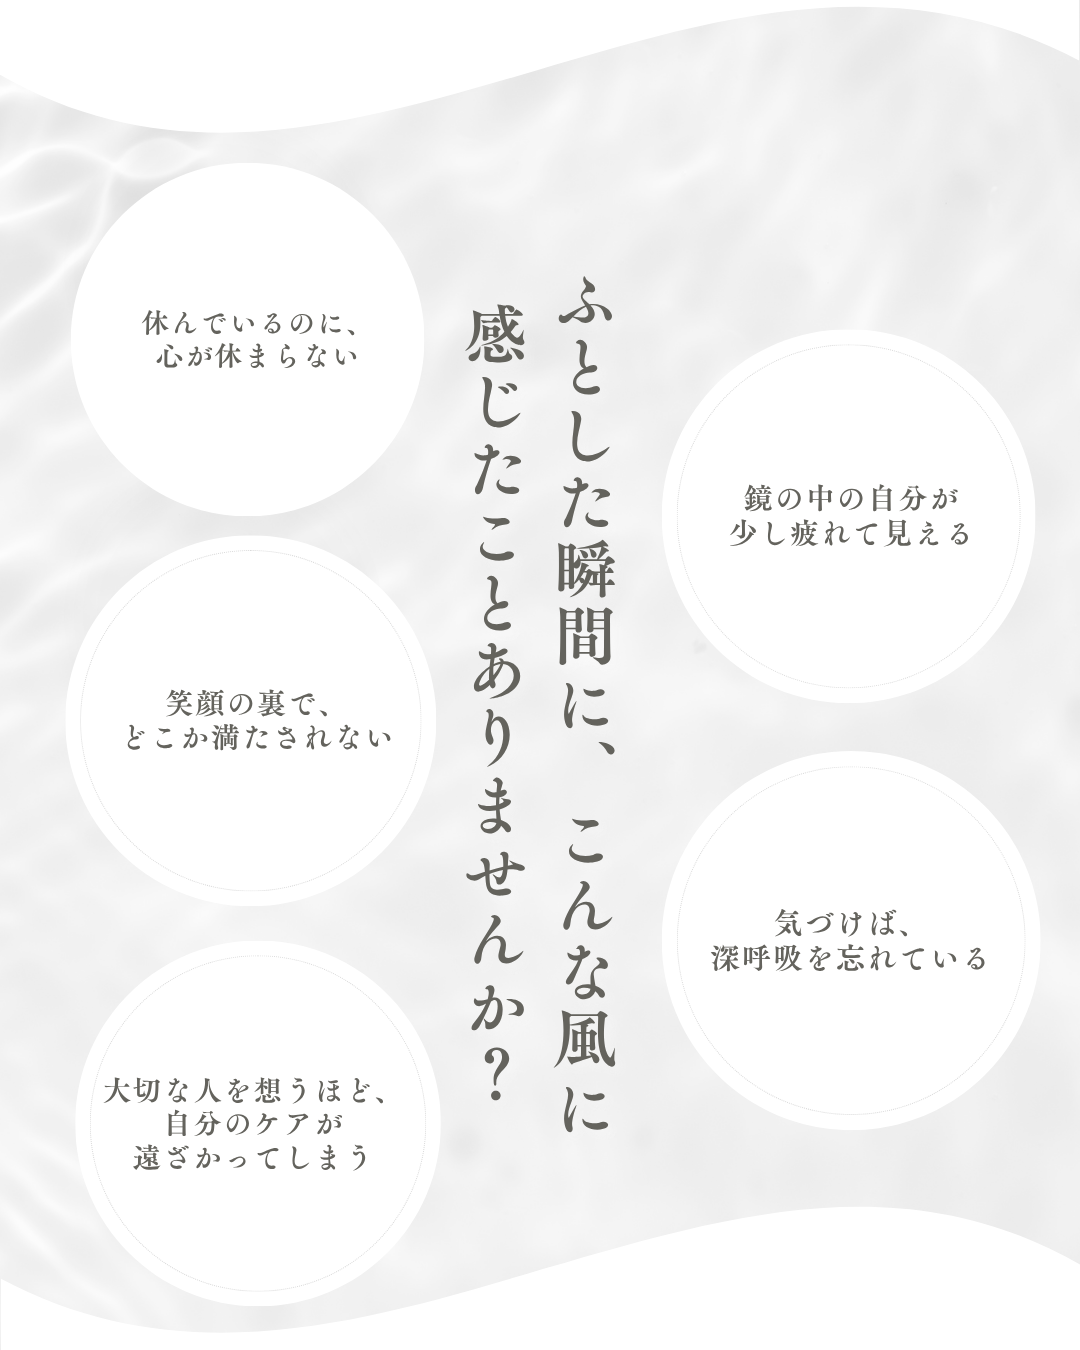 ふとした瞬間に、こんな風に
感じたことありませんか？
休んでいるのに、
心が休まらない
鏡の中の自分が
少し疲れて見える
笑顔の裏で、
どこか満たされない
気づけば、
深呼吸を忘れている
大切な人を想うほど、
自分のケアが
遠ざかってしまう